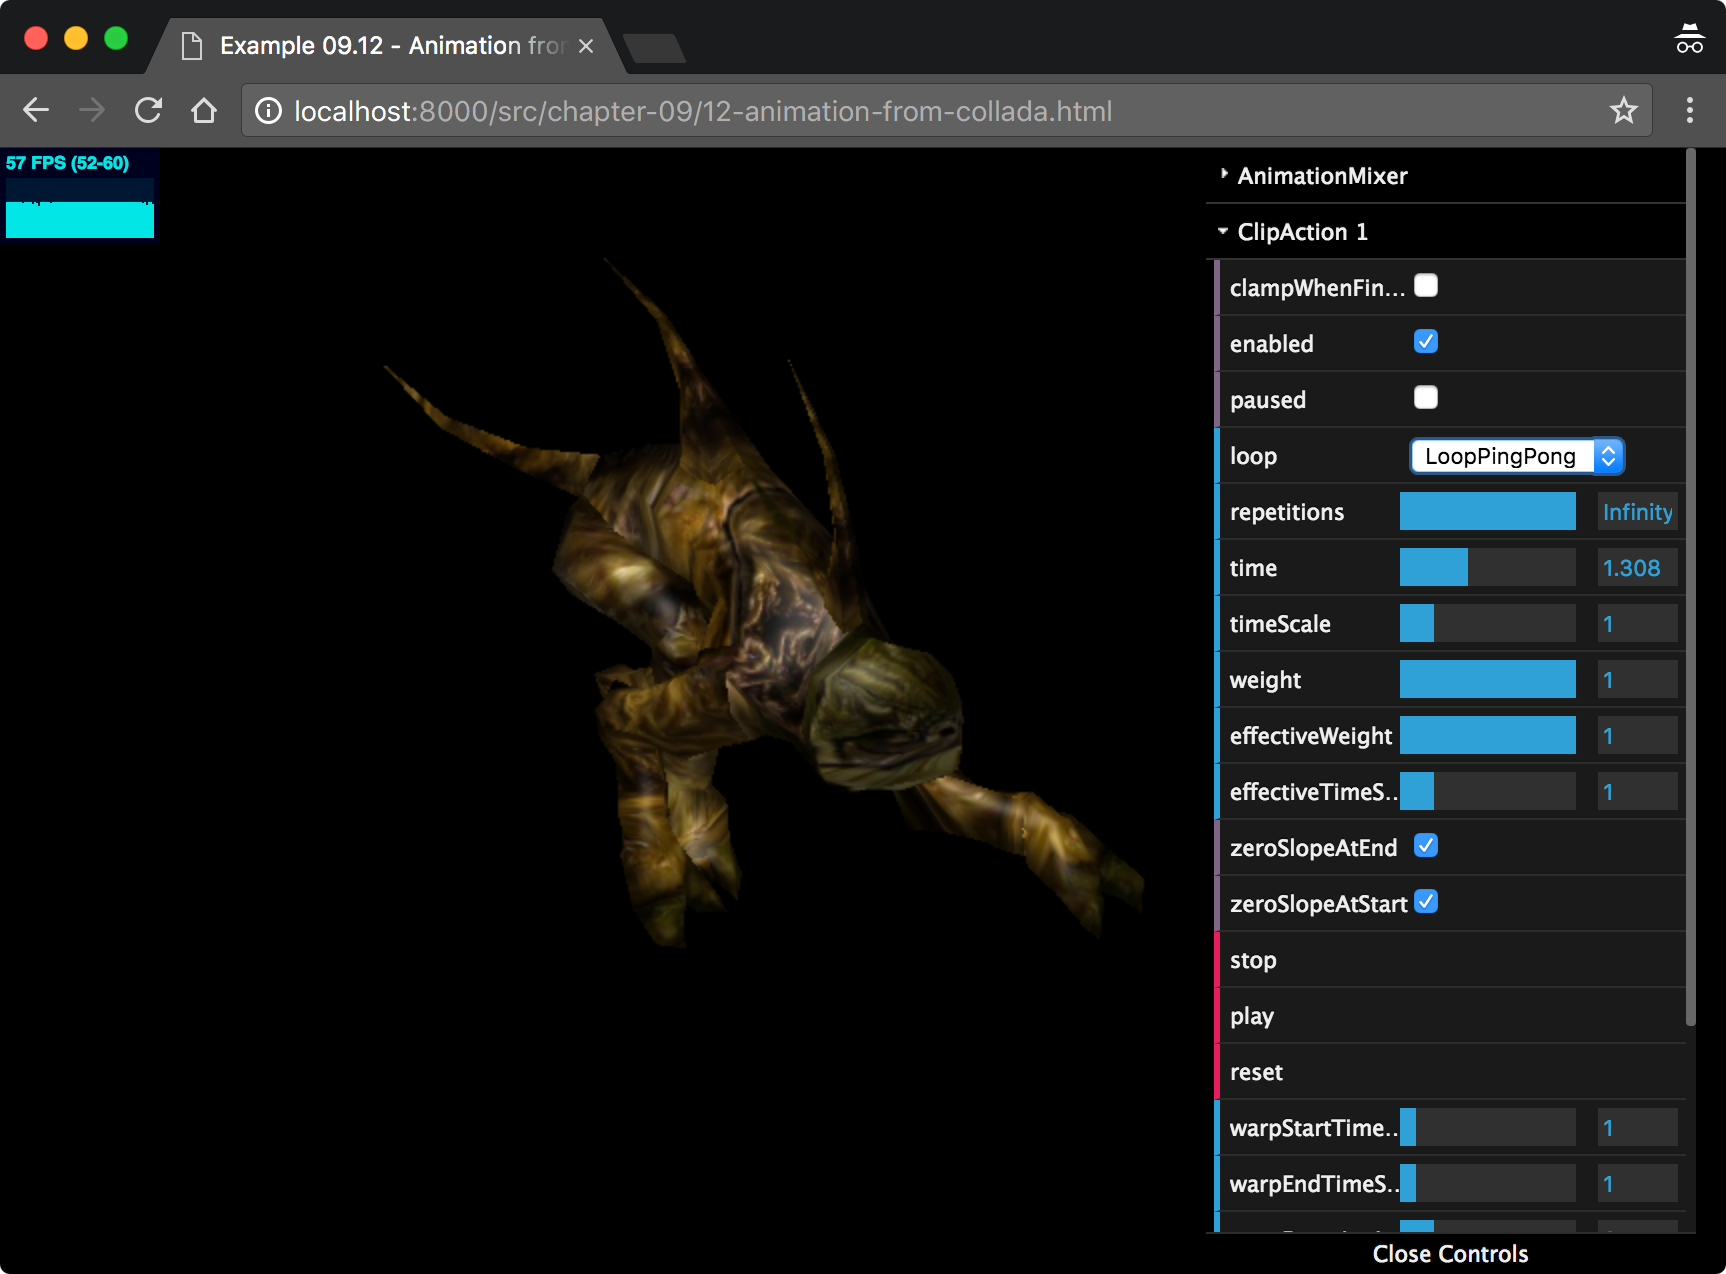 Example 09.12 - Animation from
localhost:8000/src/chapter-09/12-animation-from-collada.html
57 FPS (52-60)
AnimationMixer
ClipAction 1
clampWhenFin...
enabled
paused
loop LoopPingPong
repetitions Infinity
time 1.308
timeScale 1
weight 1
effectiveWeight 1
effectiveTimeS... 1
zeroSlopeAtEnd
zeroSlopeAtStart
stop
play
reset
warpStartTime... 1
warpEndTimeS... 1
Close Controls